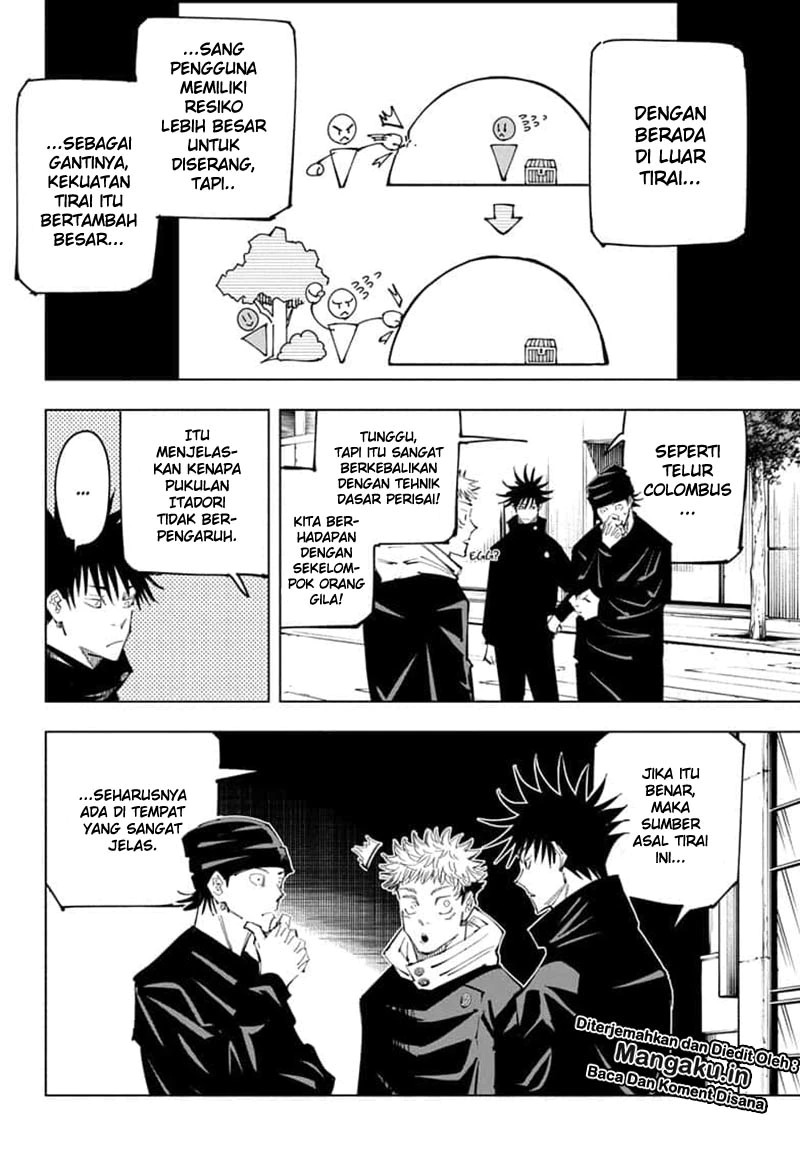 DENGAN
BERADA
DI LUAR
TIRAI...
...SANG
PENGGUNA
MEMILIKI
RESIKO
LEBIH BESAR
UNTUK
DISERANG,
TAPI..
...SEBAGAI
GANTINYA,
KEKUATAN
TIRAI ITU
BERTAMBAH
BESAR...
SEPERTI
TELUR
COLOMBUS
...
EGG?
TUNGGU,
TAPI ITU SANGAT
BERKEBALIKAN
DENGAN TEHNIK
DASAR PERISAI!
KITA BER-
HADAPAN
DENGAN
SEKELOM-
POK ORANG
GILA!
ITU
MENJELAS-
KAN KENAPA
PUKULAN
ITADORI
TIDAK BER-
PENGARUH.
...
JIKA ITU
BENAR,
MAKA
SUMBER
ASAL TIRAI
INI...
...SEHARUSNYA
ADA DI TEMPAT
YANG SANGAT
JELAS.
Diterjemahkan dan Diedit Oleh :
Mangaku.in
Baca Dan Koment Disana